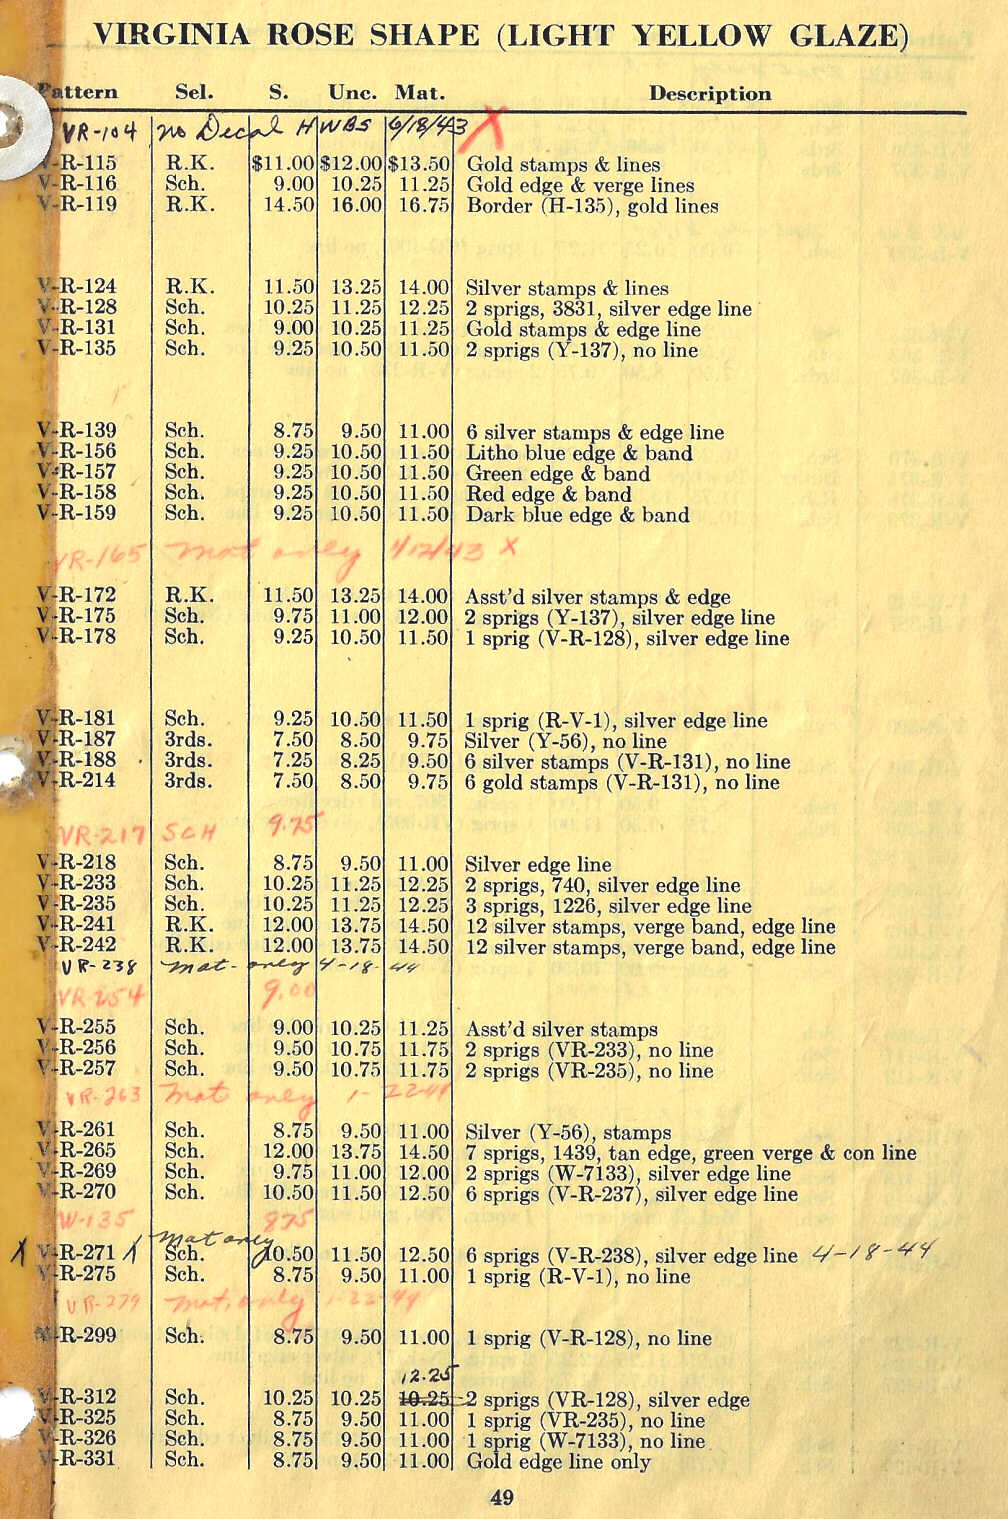 VIRGINIA ROSE SHAPE (LIGHT YELLOW GLAZE)
Pattern Sel. S. Unc. Mat. Description
VR-104 no Decal HWBS 6/18/43 X
V-R-115 R.K. $11.00 $12.00 $13.50 Gold stamps & lines
V-R-116 Sch. 9.00 10.25 11.25 Gold edge & verge lines
V-R-119 R.K. 14.50 16.00 16.75 Border (H-135), gold lines
V-R-124 R.K. 11.50 13.25 14.00 Silver stamps & lines
V-R-128 Sch. 10.25 11.25 12.25 2 sprigs, 3831, silver edge line
V-R-131 Sch. 9.00 10.25 11.25 Gold stamps & edge line
V-R-135 Sch. 9.25 10.50 11.50 2 sprigs (Y-137), no line
V-R-139 Sch. 8.75 9.50 11.00 6 silver stamps & edge line
V-R-156 Sch. 9.25 10.50 11.50 Litho blue edge & band
V-R-157 Sch. 9.25 10.50 11.50 Green edge & band
V-R-158 Sch. 9.25 10.50 11.50 Red edge & band
V-R-159 Sch. 9.25 10.50 11.50 Dark blue edge & band
VR-165 Mat only 1/12/43 X
V-R-172 R.K. 11.50 13.25 14.00 Asst'd silver stamps & edge
V-R-175 Sch. 9.75 11.00 12.00 2 sprigs (Y-137), silver edge line
V-R-178 Sch. 9.25 10.50 11.50 1 sprig (V-R-128), silver edge line
V-R-181 Sch. 9.25 10.50 11.50 1 sprig (R-V-1), silver edge line
V-R-187 3rds. 7.50 8.50 9.75 Silver (Y-56), no line
V-R-188 3rds. 7.25 8.25 9.50 6 silver stamps (V-R-131), no line
V-R-214 3rds. 7.50 8.50 9.75 6 gold stamps (V-R-131), no line
VR-217 SCH 9.75
V-R-218 Sch. 8.75 9.50 11.00 Silver edge line
V-R-233 Sch. 10.25 11.25 12.25 2 sprigs, 740, silver edge line
V-R-235 Sch. 10.25 11.25 12.25 3 sprigs, 1226, silver edge line
V-R-241 R.K. 12.00 13.75 14.50 12 silver stamps, verge band, edge line
V-R-242 R.K. 12.00 13.75 14.50 12 silver stamps, verge band, edge line
VR-238 mat- only 4-18-44
VR-254 9.00
V-R-255 Sch. 9.00 10.25 11.25 Asst'd silver stamps
V-R-256 Sch. 9.50 10.75 11.75 2 sprigs (VR-233), no line
V-R-257 Sch. 9.50 10.75 11.75 2 sprigs (VR-235), no line
VR-263 Mat only 1-22-44
V-R-261 Sch. 8.75 9.50 11.00 Silver (Y-56), stamps
V-R-265 Sch. 12.00 13.75 14.50 7 sprigs, 1439, tan edge, green verge & con line
V-R-269 Sch. 9.75 11.00 12.00 2 sprigs (W-7133), silver edge line
V-R-270 Sch. 10.50 11.50 12.50 6 sprigs (V-R-237), silver edge line
W-135 875
mat only
X V-R-271 X Sch. 10.50 11.50 12.50 6 sprigs (V-R-238), silver edge line 4-18-44
V-R-275 Sch. 8.75 9.50 11.00 1 sprig (R-V-1), no line
VR-279 mat, only 1-22-44
V-R-299 Sch. 8.75 9.50 11.00 1 sprig (V-R-128), no line
12.25
V-R-312 Sch. 10.25 10.25 10.25 2 sprigs (VR-128), silver edge
V-R-325 Sch. 8.75 9.50 11.00 1 sprig (VR-235), no line
V-R-326 Sch. 8.75 9.50 11.00 1 sprig (W-7133), no line
V-R-331 Sch. 8.75 9.50 11.00 Gold edge line only
49